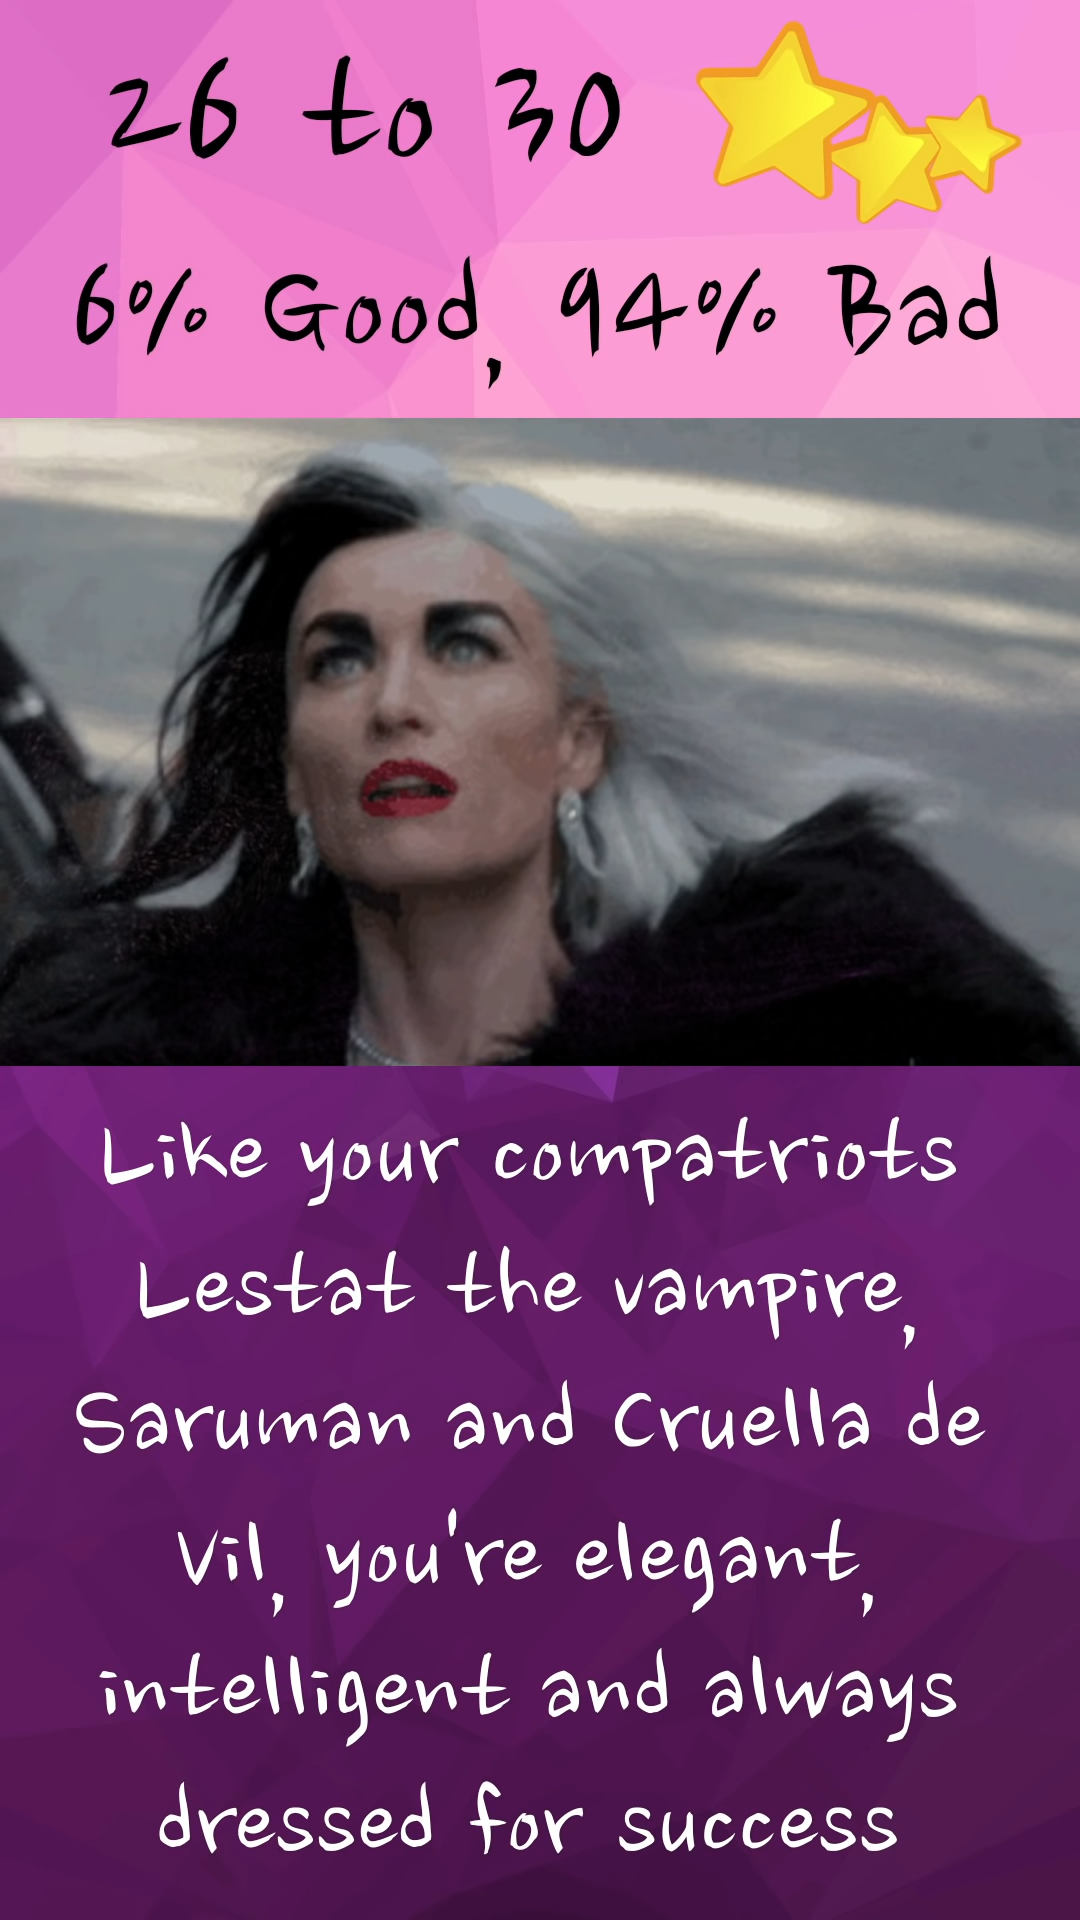 26 to 30
6% Good, 94% Bad
Like your compatriots
Lestat the vampire,
Saruman and Cruella de
Vil, you're elegant,
intelligent and always
dressed for success